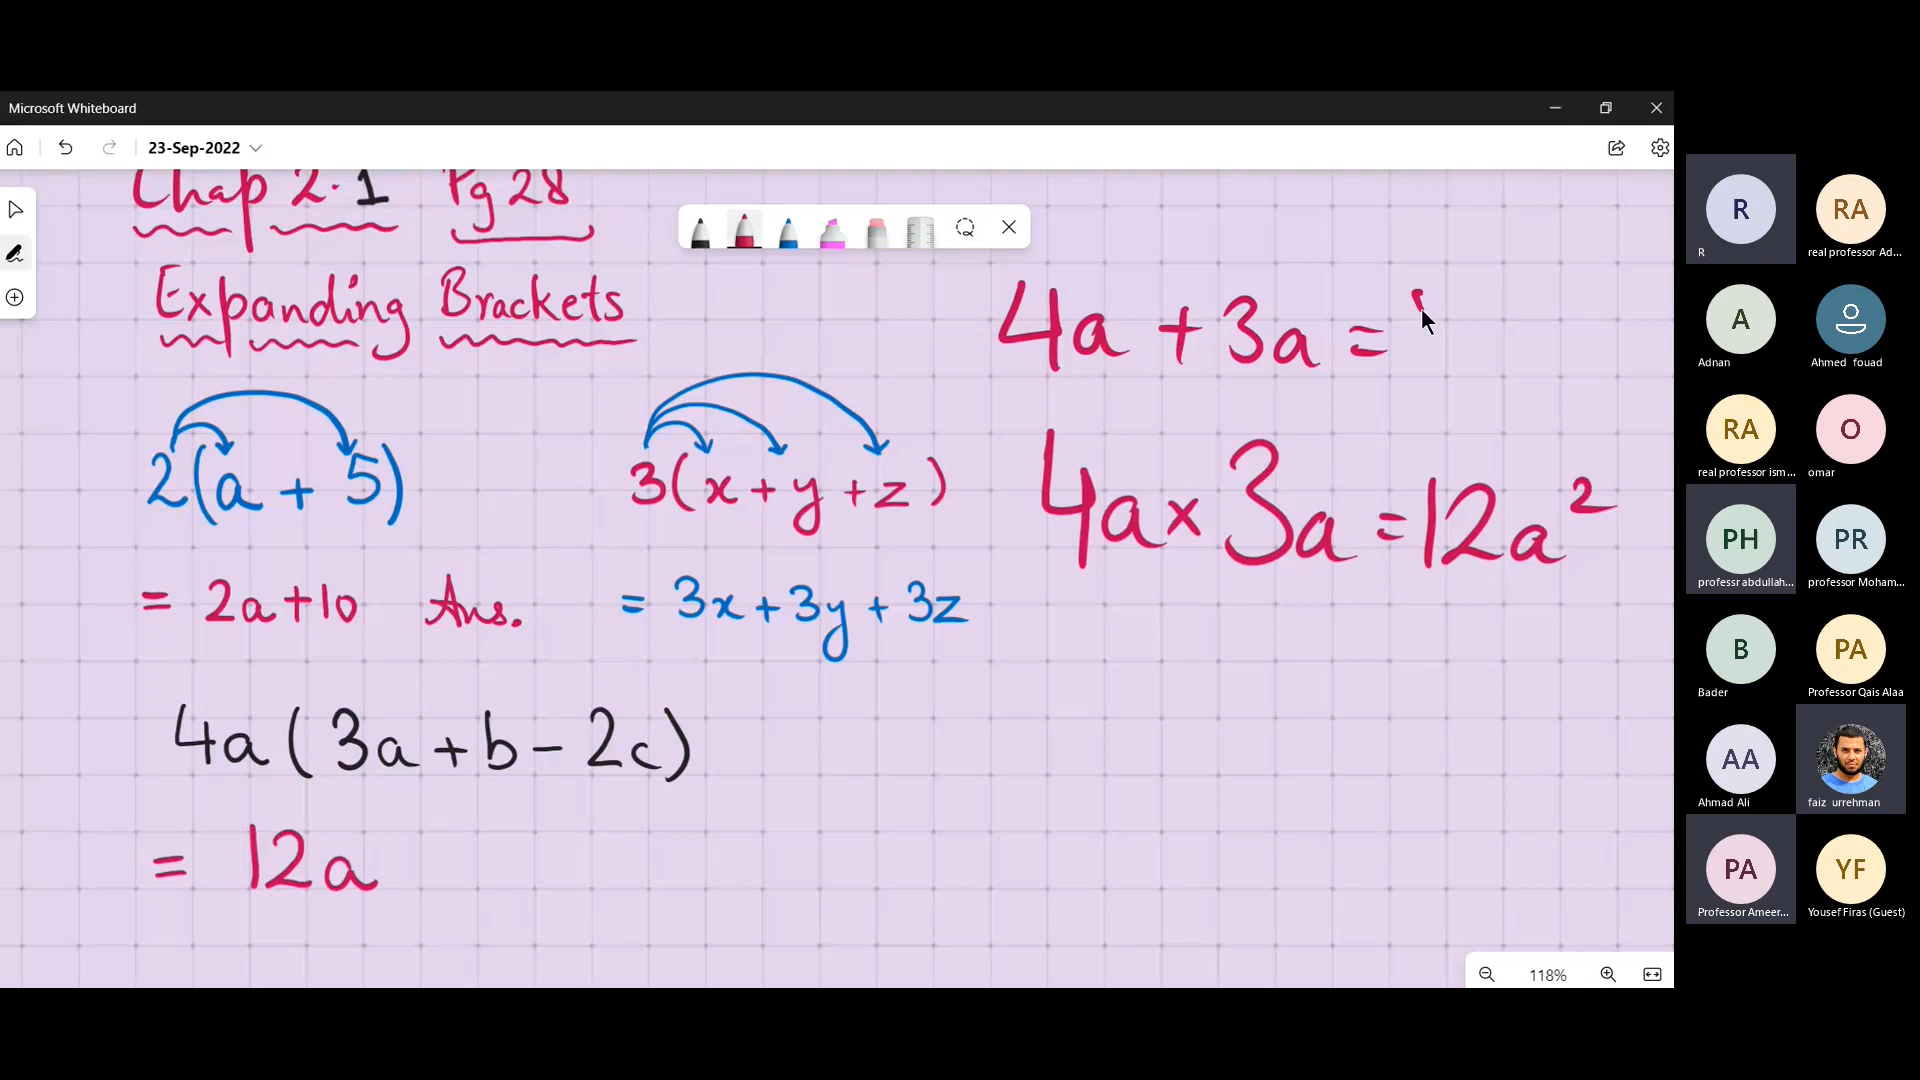 Microsoft Whiteboard
23-Sep-2022
Chap 2.1 Pg 28
Expanding Brackets
2(a + 5)
= 2a+10 Ans.
3(x+y+z)
= 3x+3y+3z
4a(3a+b-2c)
= 12a
4a + 3a =
4a×3a=12a²
118%
R
R
RA
real professor Ad...
A
Adnan
Ahmed fouad
RA
real professor ism...
O
omar
PH
professr abdullah...
PR
professor Moham...
B
Bader
PA
Professor Qais Alaa
AA
Ahmad Ali
faiz urrehman
PA
Professor Ameer...
YF
Yousef Firas (Guest)